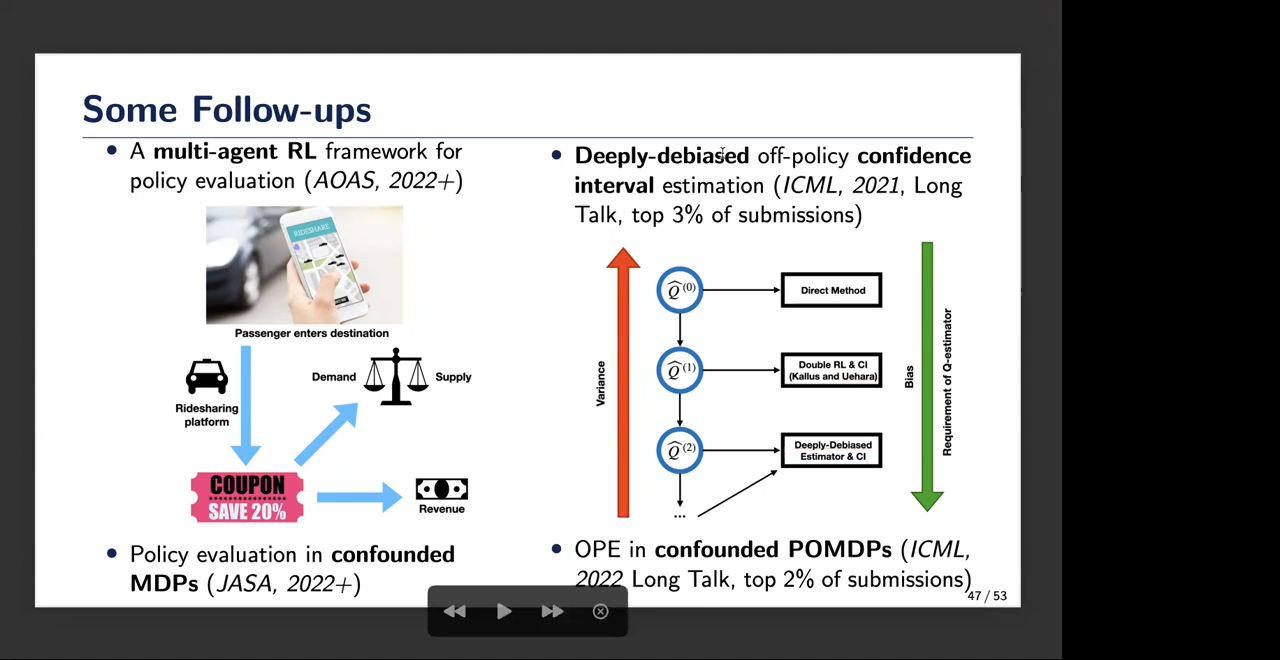 Some Follow-ups
• A multi-agent RL framework for
policy evaluation (AOAS, 2022+)
RIDESHARE
Passenger enters destination
Ridesharing
platform
Demand
Supply
COUPON
SAVE 20%
Revenue
• Policy evaluation in confounded
MDPs (JASA, 2022+)
• Deeply-debiased off-policy confidence
interval estimation (ICML, 2021, Long
Talk, top 3% of submissions)
Variance
Q̂(0)
Direct Method
Q̂(1)
Double RL & CI
(Kallus and Uehara)
Q̂(2)
Deeply-Debiased
Estimator & CI
...
Bias
Requirement of Q-estimator
• OPE in confounded POMDPs (ICML,
2022 Long Talk, top 2% of submissions)
47 / 53